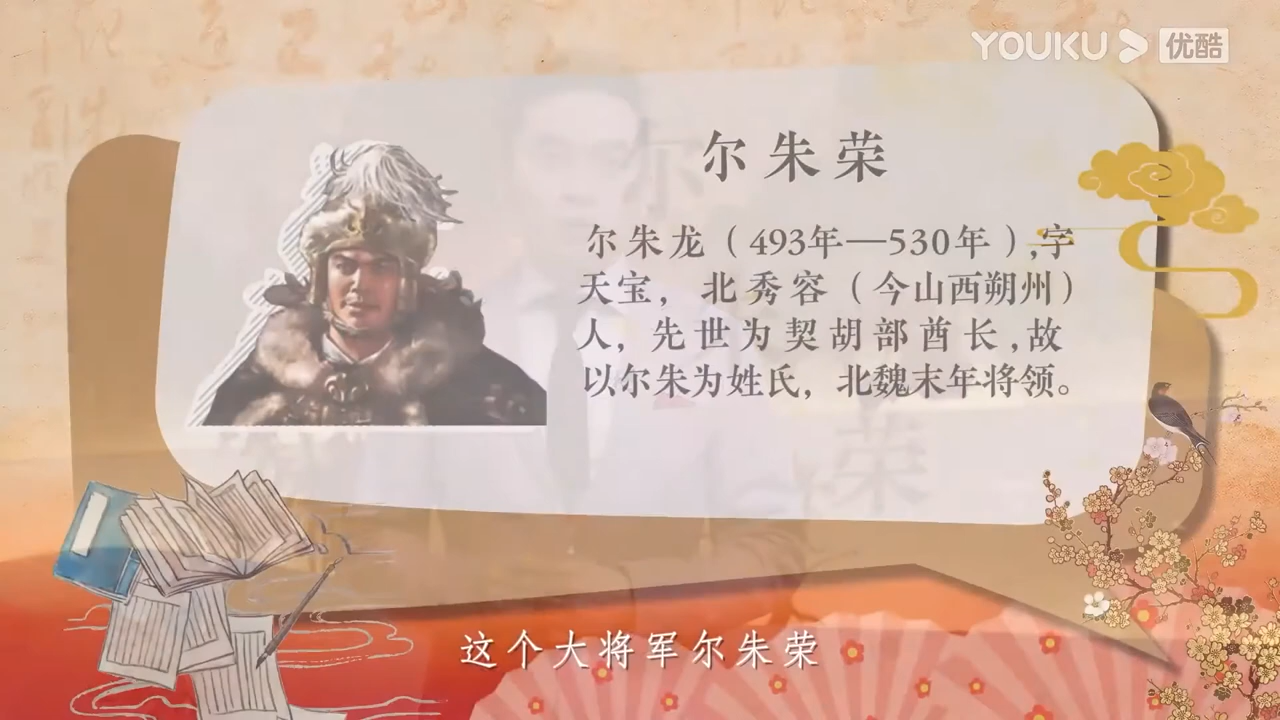 YOUKU 优酷
尔朱荣
尔朱龙（493年—530年）,字
天宝，北秀容（今山西朔州）
人，先世为契胡部酋长,故
以尔朱为姓氏，北魏末年将领。
尔
荣
这个大将军尔朱荣